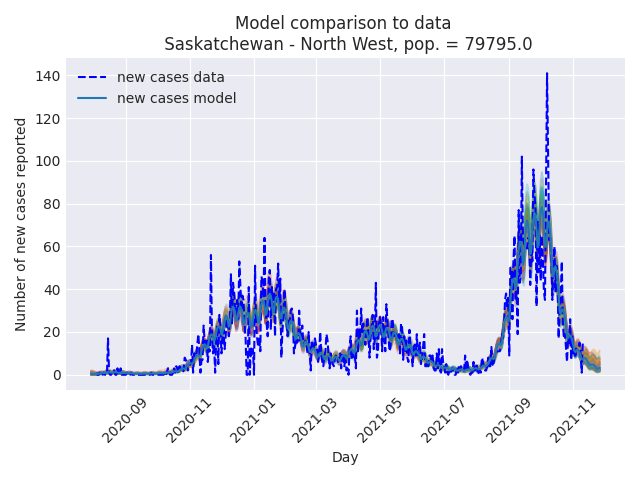 Model comparison to data
Saskatchewan - North West, pop. = 79795.0
new cases data
new cases model
Number of new cases reported
140
120
100
80
60
40
20
0
2020-09
2020-11
2021-01
2021-03
2021-05
2021-07
2021-09
2021-11
Day